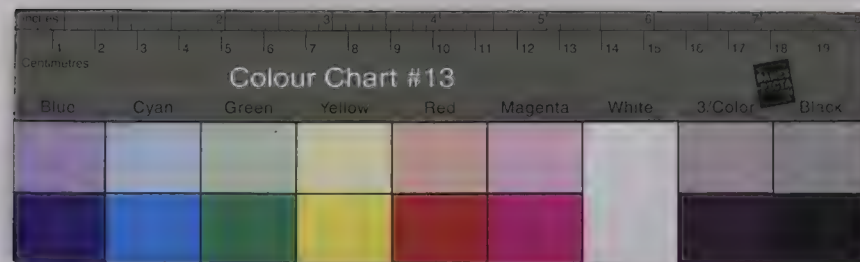 Inches 1 2 3 4 5 6 7
1 2 3 4 5 6 7 8 9 10 11 12 13 14 15 16 17 18 19
Centimetres
Colour Chart #13
Blue Cyan Green Yellow Red Magenta White 3/Color Black